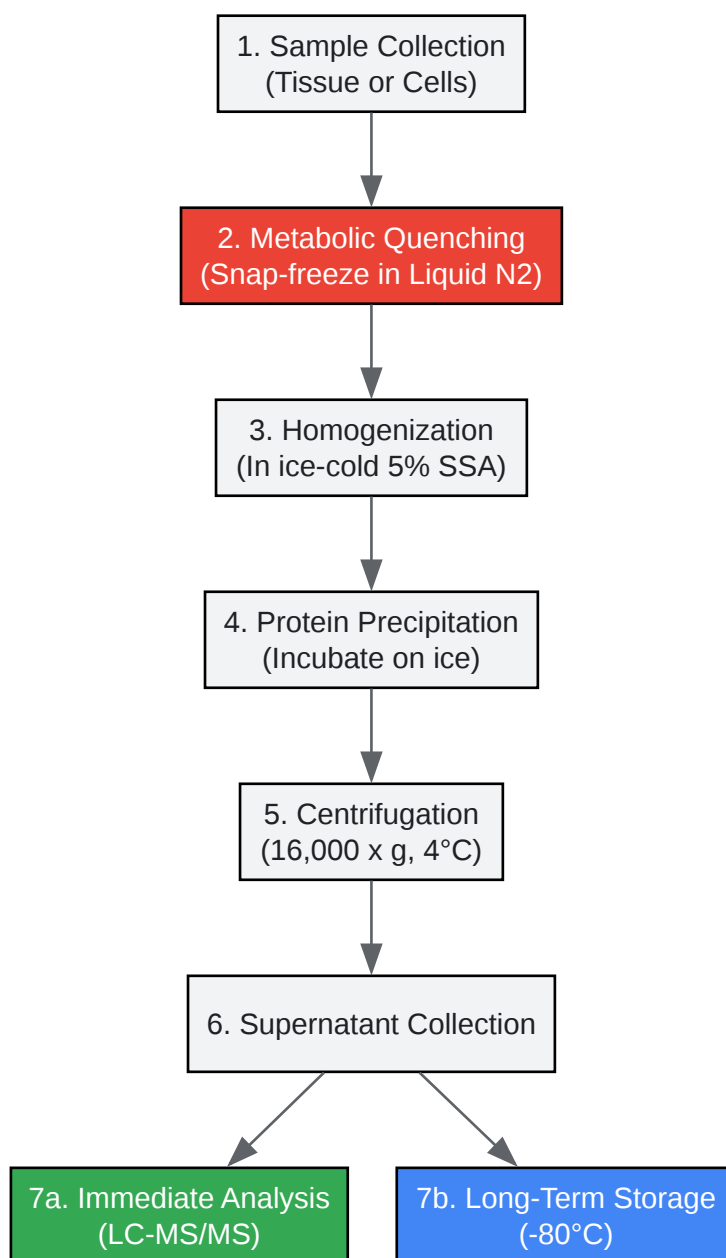 1. Sample Collection
(Tissue or Cells)
2. Metabolic Quenching
(Snap-freeze in Liquid N2)
3. Homogenization
(In ice-cold 5% SSA)
4. Protein Precipitation
(Incubate on ice)
5. Centrifugation
(16,000 x g, 4°C)
6. Supernatant Collection
7a. Immediate Analysis
(LC-MS/MS)
7b. Long-Term Storage
(-80°C)